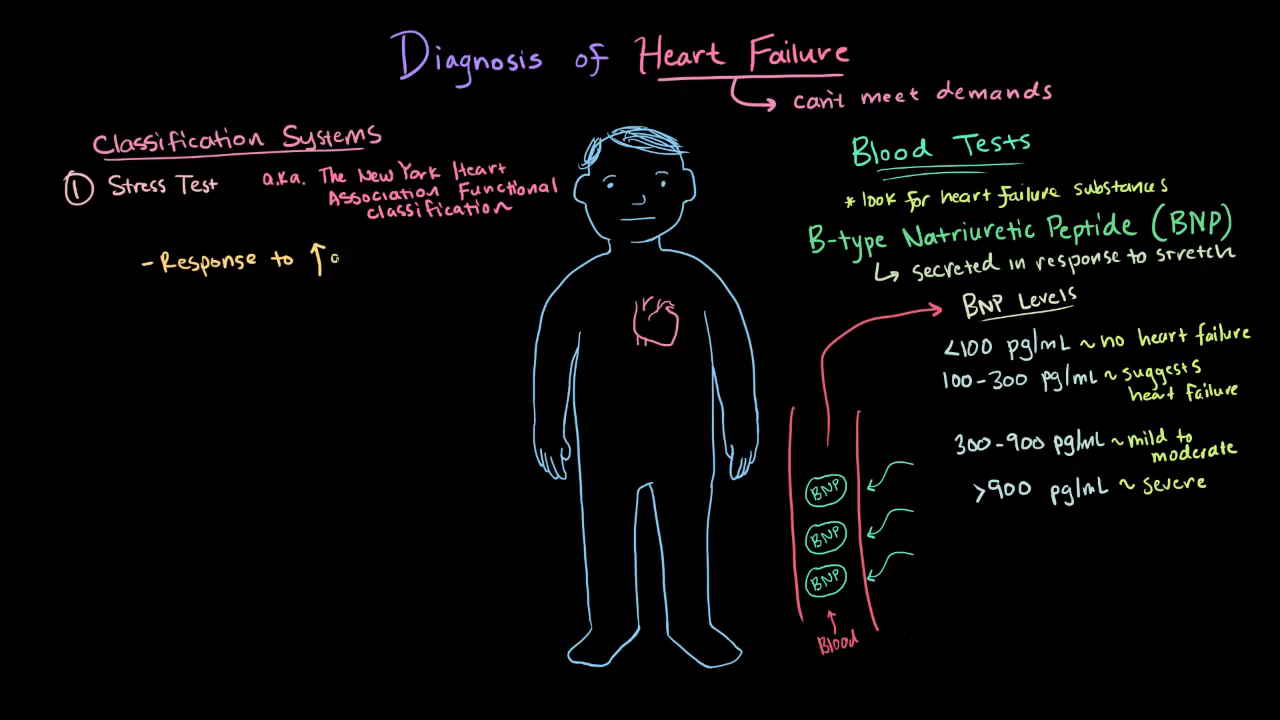 Diagnosis of Heart Failure
can't meet demands
Classification Systems
① Stress Test
a.k.a. The New York Heart
Association Functional
classification
- Response to ↑
Blood Tests
* look for heart failure substances
B-type Natriuretic Peptide (BNP)
secreted in response to stretch
BNP Levels
<100 pg/mL ~ no heart failure
100-300 pg/mL ~ suggests
heart failure
300-900 pg/mL ~ mild to
moderate
>900 pg/mL ~ severe
BNP
BNP
BNP
Blood